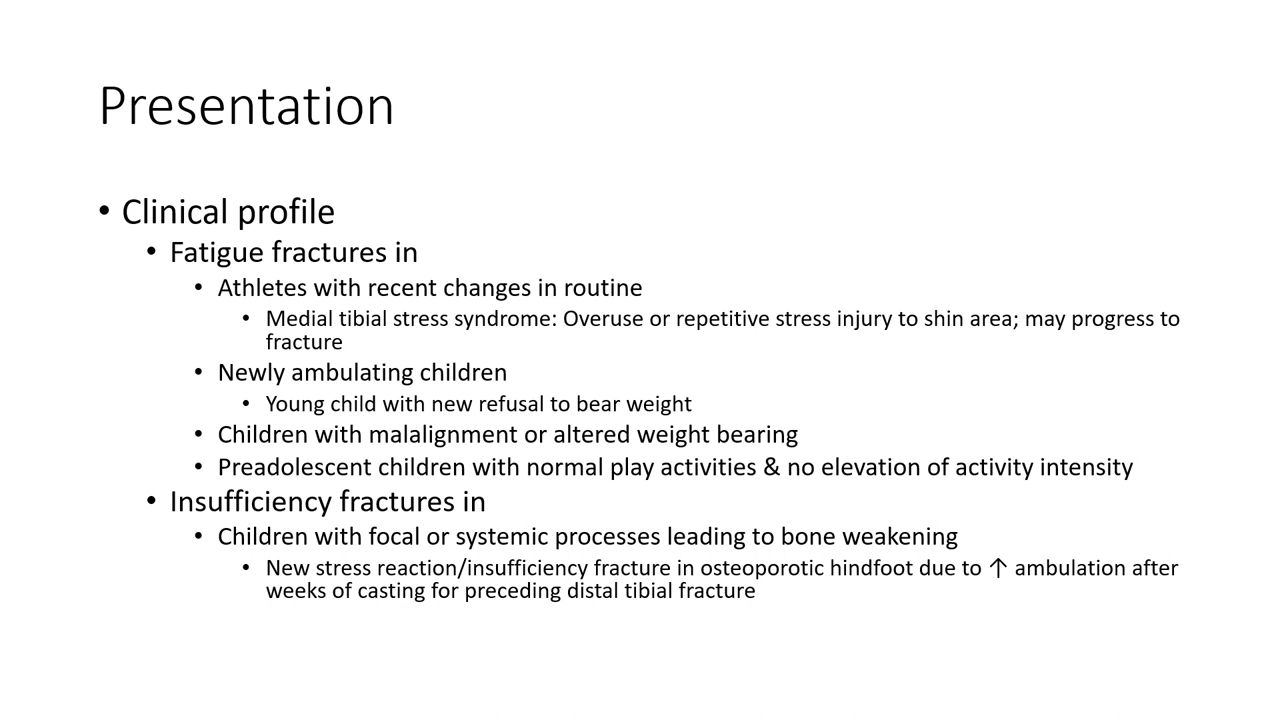 Presentation
• Clinical profile
• Fatigue fractures in
• Athletes with recent changes in routine
• Medial tibial stress syndrome: Overuse or repetitive stress injury to shin area; may progress to
fracture
• Newly ambulating children
• Young child with new refusal to bear weight
• Children with malalignment or altered weight bearing
• Preadolescent children with normal play activities & no elevation of activity intensity
• Insufficiency fractures in
• Children with focal or systemic processes leading to bone weakening
• New stress reaction/insufficiency fracture in osteoporotic hindfoot due to ↑ ambulation after
weeks of casting for preceding distal tibial fracture